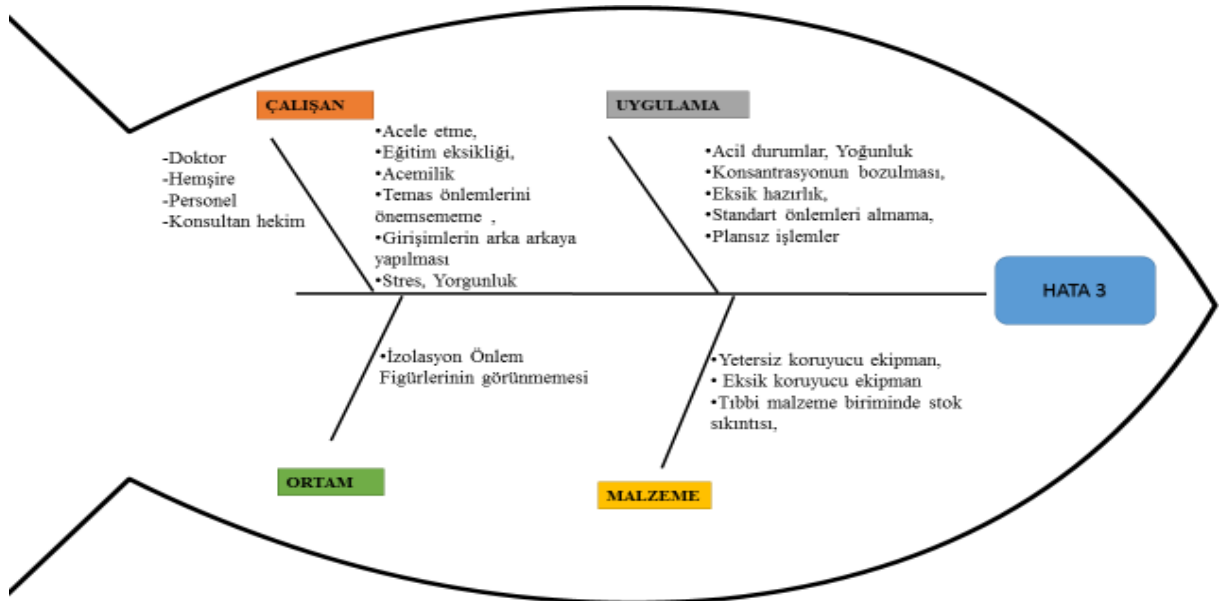 ÇALIŞAN
-Doktor
-Hemşire
-Personel
-Konsultan hekim
•Acele etme,
•Eğitim eksikliği,
•Acemilik
•Temas önlemlerini
önemsememe ,
•Girişimlerin arka arkaya
yapılması
•Stres, Yorgunluk
UYGULAMA
•Acil durumlar, Yoğunluk
•Konsantrasyonun bozulması,
•Eksik hazırlık,
•Standart önlemleri almama,
•Plansız işlemler
HATA 3
•İzolasyon Önlem
Figürlerinin görünmemesi
ORTAM
•Yetersiz koruyucu ekipman,
• Eksik koruyucu ekipman
•Tıbbi malzeme biriminde stok
sıkıntısı,
MALZEME